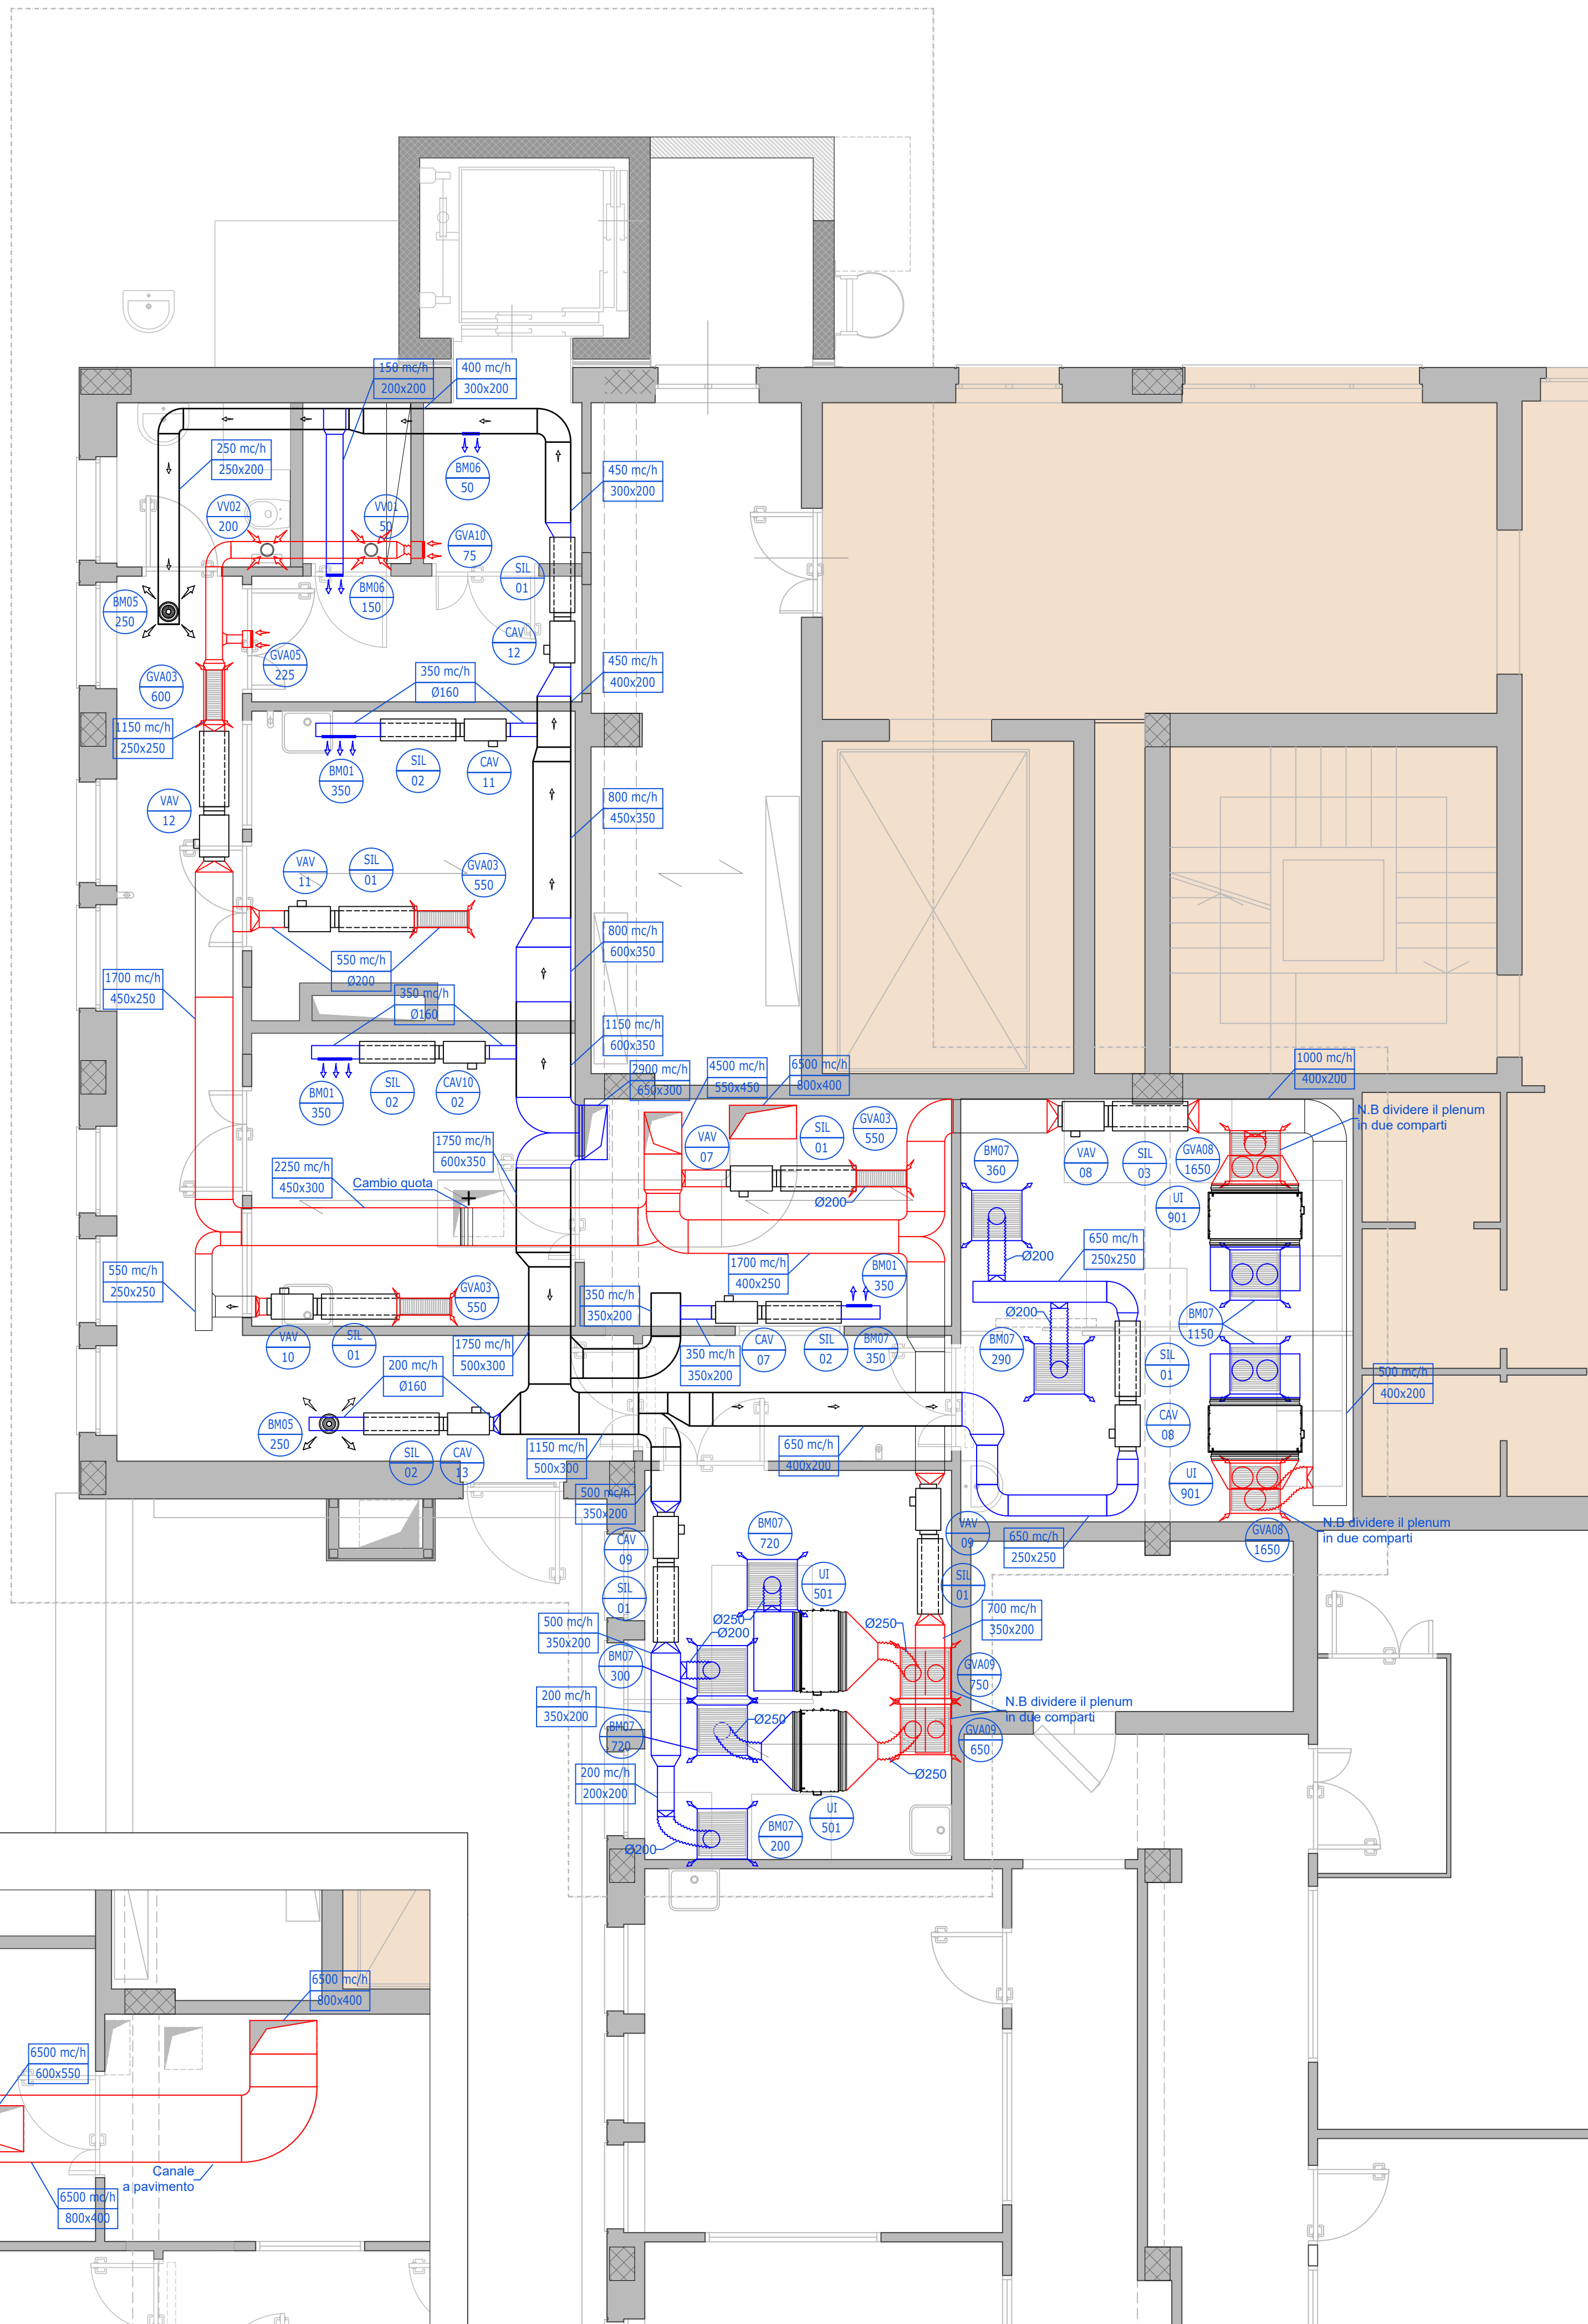 150 mc/h
200x200
400 mc/h
300x200
250 mc/h
250x200
BM06
50
450 mc/h
300x200
VV02
200
VV01
50
GVA10
75
SIL
01
BM05
250
BM06
150
CAV
12
GVA05
225
GVA03
600
350 mc/h
Ø160
450 mc/h
400x200
1150 mc/h
250x250
BM01
350
SIL
02
CAV
11
VAV
12
800 mc/h
450x350
VAV
11
SIL
01
GVA03
550
800 mc/h
600x350
550 mc/h
Ø200
1700 mc/h
450x250
350 mc/h
Ø160
1150 mc/h
600x350
BM01
350
SIL
02
CAV10
02
2900 mc/h
650x300
4500 mc/h
550x450
6500 mc/h
800x400
1000 mc/h
400x200
N.B dividere il plenum
in due comparti
VAV
07
SIL
01
GVA03
550
1750 mc/h
600x350
BM07
360
VAV
08
SIL
03
GVA08
1650
2250 mc/h
450x300
Cambio quota
Ø200
UI
901
650 mc/h
250x250
Ø200
550 mc/h
250x250
GVA03
550
1700 mc/h
400x250
BM01
350
350 mc/h
350x200
Ø200
BM07
1150
VAV
10
SIL
01
1750 mc/h
500x300
350 mc/h
350x200
CAV
07
SIL
02
BM07
350
BM07
290
SIL
01
200 mc/h
Ø160
500 mc/h
400x200
BM05
250
SIL
02
CAV
13
1150 mc/h
500x300
650 mc/h
400x200
CAV
08
UI
901
500 mc/h
350x200
BM07
720
VAV
09
650 mc/h
250x250
GVA08
1650
N.B dividere il plenum
in due comparti
CAV
09
SIL
01
UI
501
SIL
01
500 mc/h
350x200
Ø250
Ø200
Ø250
700 mc/h
350x200
BM07
300
GVA09
750
200 mc/h
350x200
N.B dividere il plenum
in due comparti
BM07
720
Ø250
GVA09
650
200 mc/h
200x200
Ø250
UI
501
BM07
200
Ø200
6500 mc/h
800x400
6500 mc/h
600x550
Canale
a pavimento
6500 mc/h
800x400